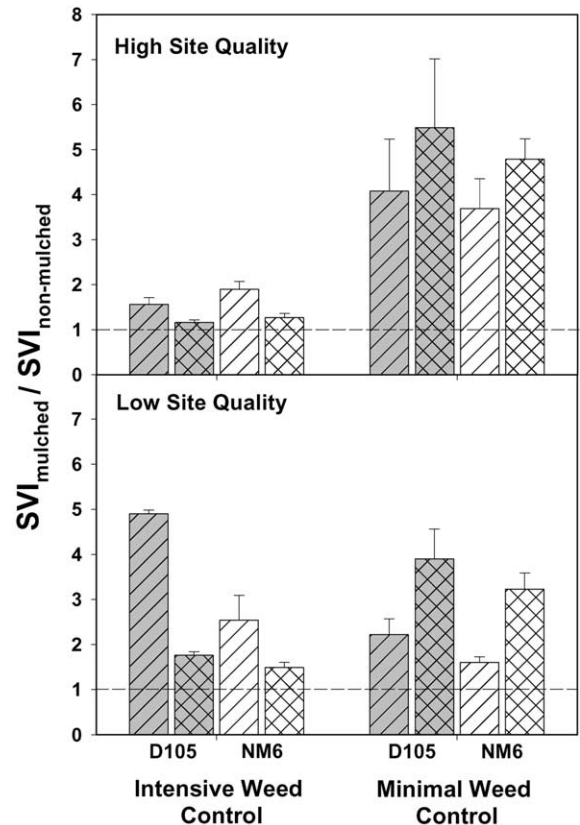 SVImulched / SVInon-mulched
8
High Site Quality
7
6
5
4
3
2
1
0
Low Site Quality
7
6
5
4
3
2
1
0
D105 NM6 D105 NM6
Intensive Weed Minimal Weed
Control Control